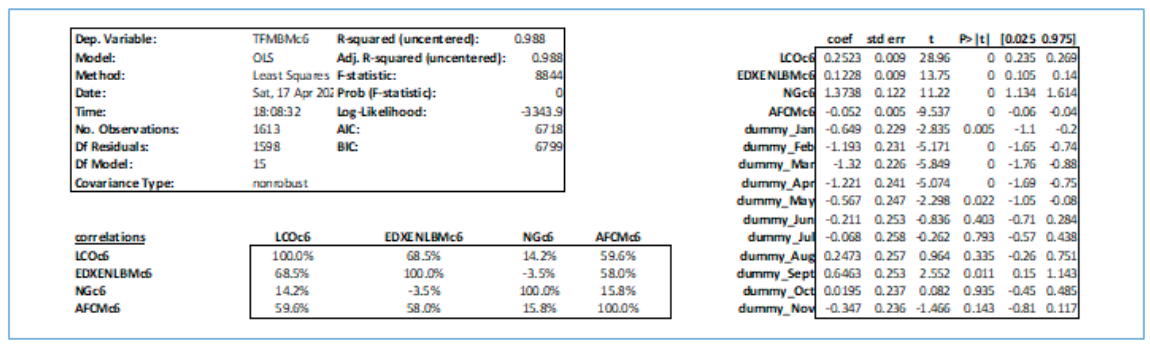 Dep. Variable: TFMBMc6 R-squared (uncentered): 0.988
Model: OLS Adj. R-squared (uncentered): 0.988
Method: Least Squares F-statistic: 8844
Date: Sat, 17 Apr 202 Prob (F-statistic): 0
Time: 18:08:32 Log-Likelihood: -3343.9
No. Observations: 1613 AIC: 6718
Df Residuals: 1598 BIC: 6799
Df Model: 15
Covariance Type: nonrobust
correlations LCOc6 EDXENLBMc6 NGc6 AFCMc6
LCOc6 100.0% 68.5% 14.2% 59.6%
EDXENLBMc6 68.5% 100.0% -3.5% 58.0%
NGc6 14.2% -3.5% 100.0% 15.8%
AFCMc6 59.6% 58.0% 15.8% 100.0%
coef std err t P>|t| [0.025 0.975]
LCOc6 0.2523 0.009 28.96 0 0.235 0.269
EDXENLBMc6 0.1228 0.009 13.75 0 0.105 0.14
NGc6 1.3738 0.122 11.22 0 1.134 1.614
AFCMc6 -0.052 0.005 -9.537 0 -0.06 -0.04
dummy_Jan -0.649 0.229 -2.835 0.005 -1.1 -0.2
dummy_Feb -1.193 0.231 -5.171 0 -1.65 -0.74
dummy_Mar -1.32 0.226 -5.849 0 -1.76 -0.88
dummy_Apr -1.221 0.241 -5.074 0 -1.69 -0.75
dummy_May -0.567 0.247 -2.298 0.022 -1.05 -0.08
dummy_Jun -0.211 0.253 -0.836 0.403 -0.71 0.284
dummy_Jul -0.068 0.258 -0.262 0.793 -0.57 0.438
dummy_Aug 0.2473 0.257 0.964 0.335 -0.26 0.751
dummy_Sept 0.6463 0.253 2.552 0.011 0.15 1.143
dummy_Oct 0.0195 0.237 0.082 0.935 -0.45 0.485
dummy_Nov -0.347 0.236 -1.466 0.143 -0.81 0.117